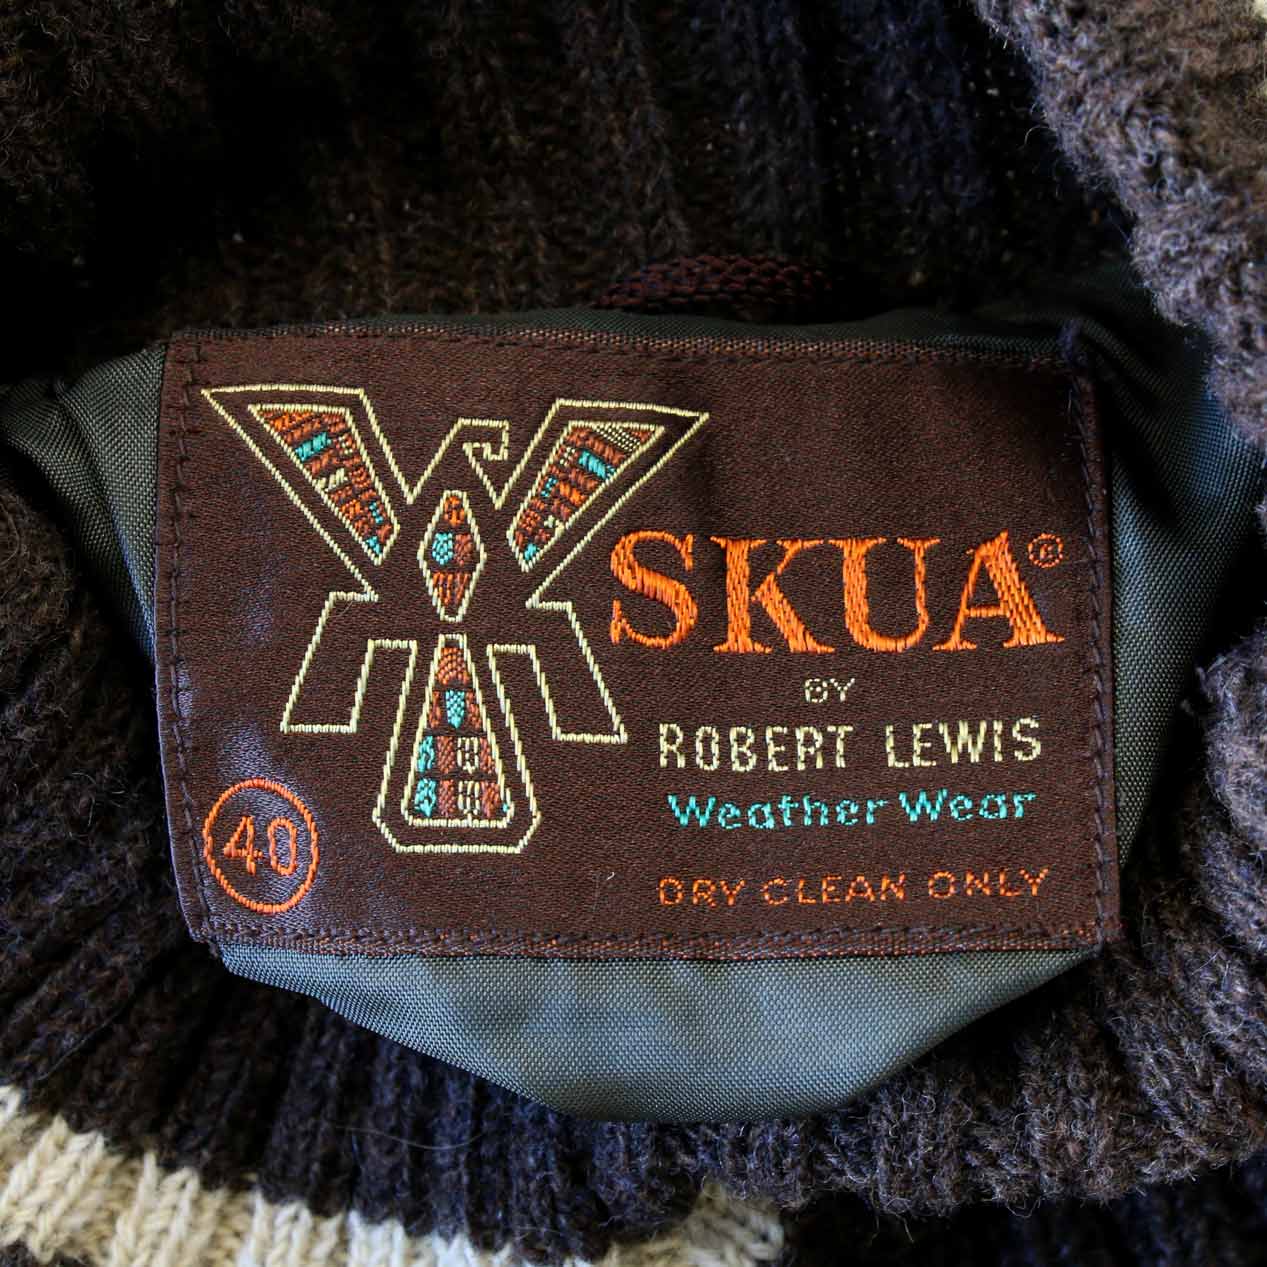 SKUA®
BY
ROBERT LEWIS
Weather Wear
40
DRY CLEAN ONLY